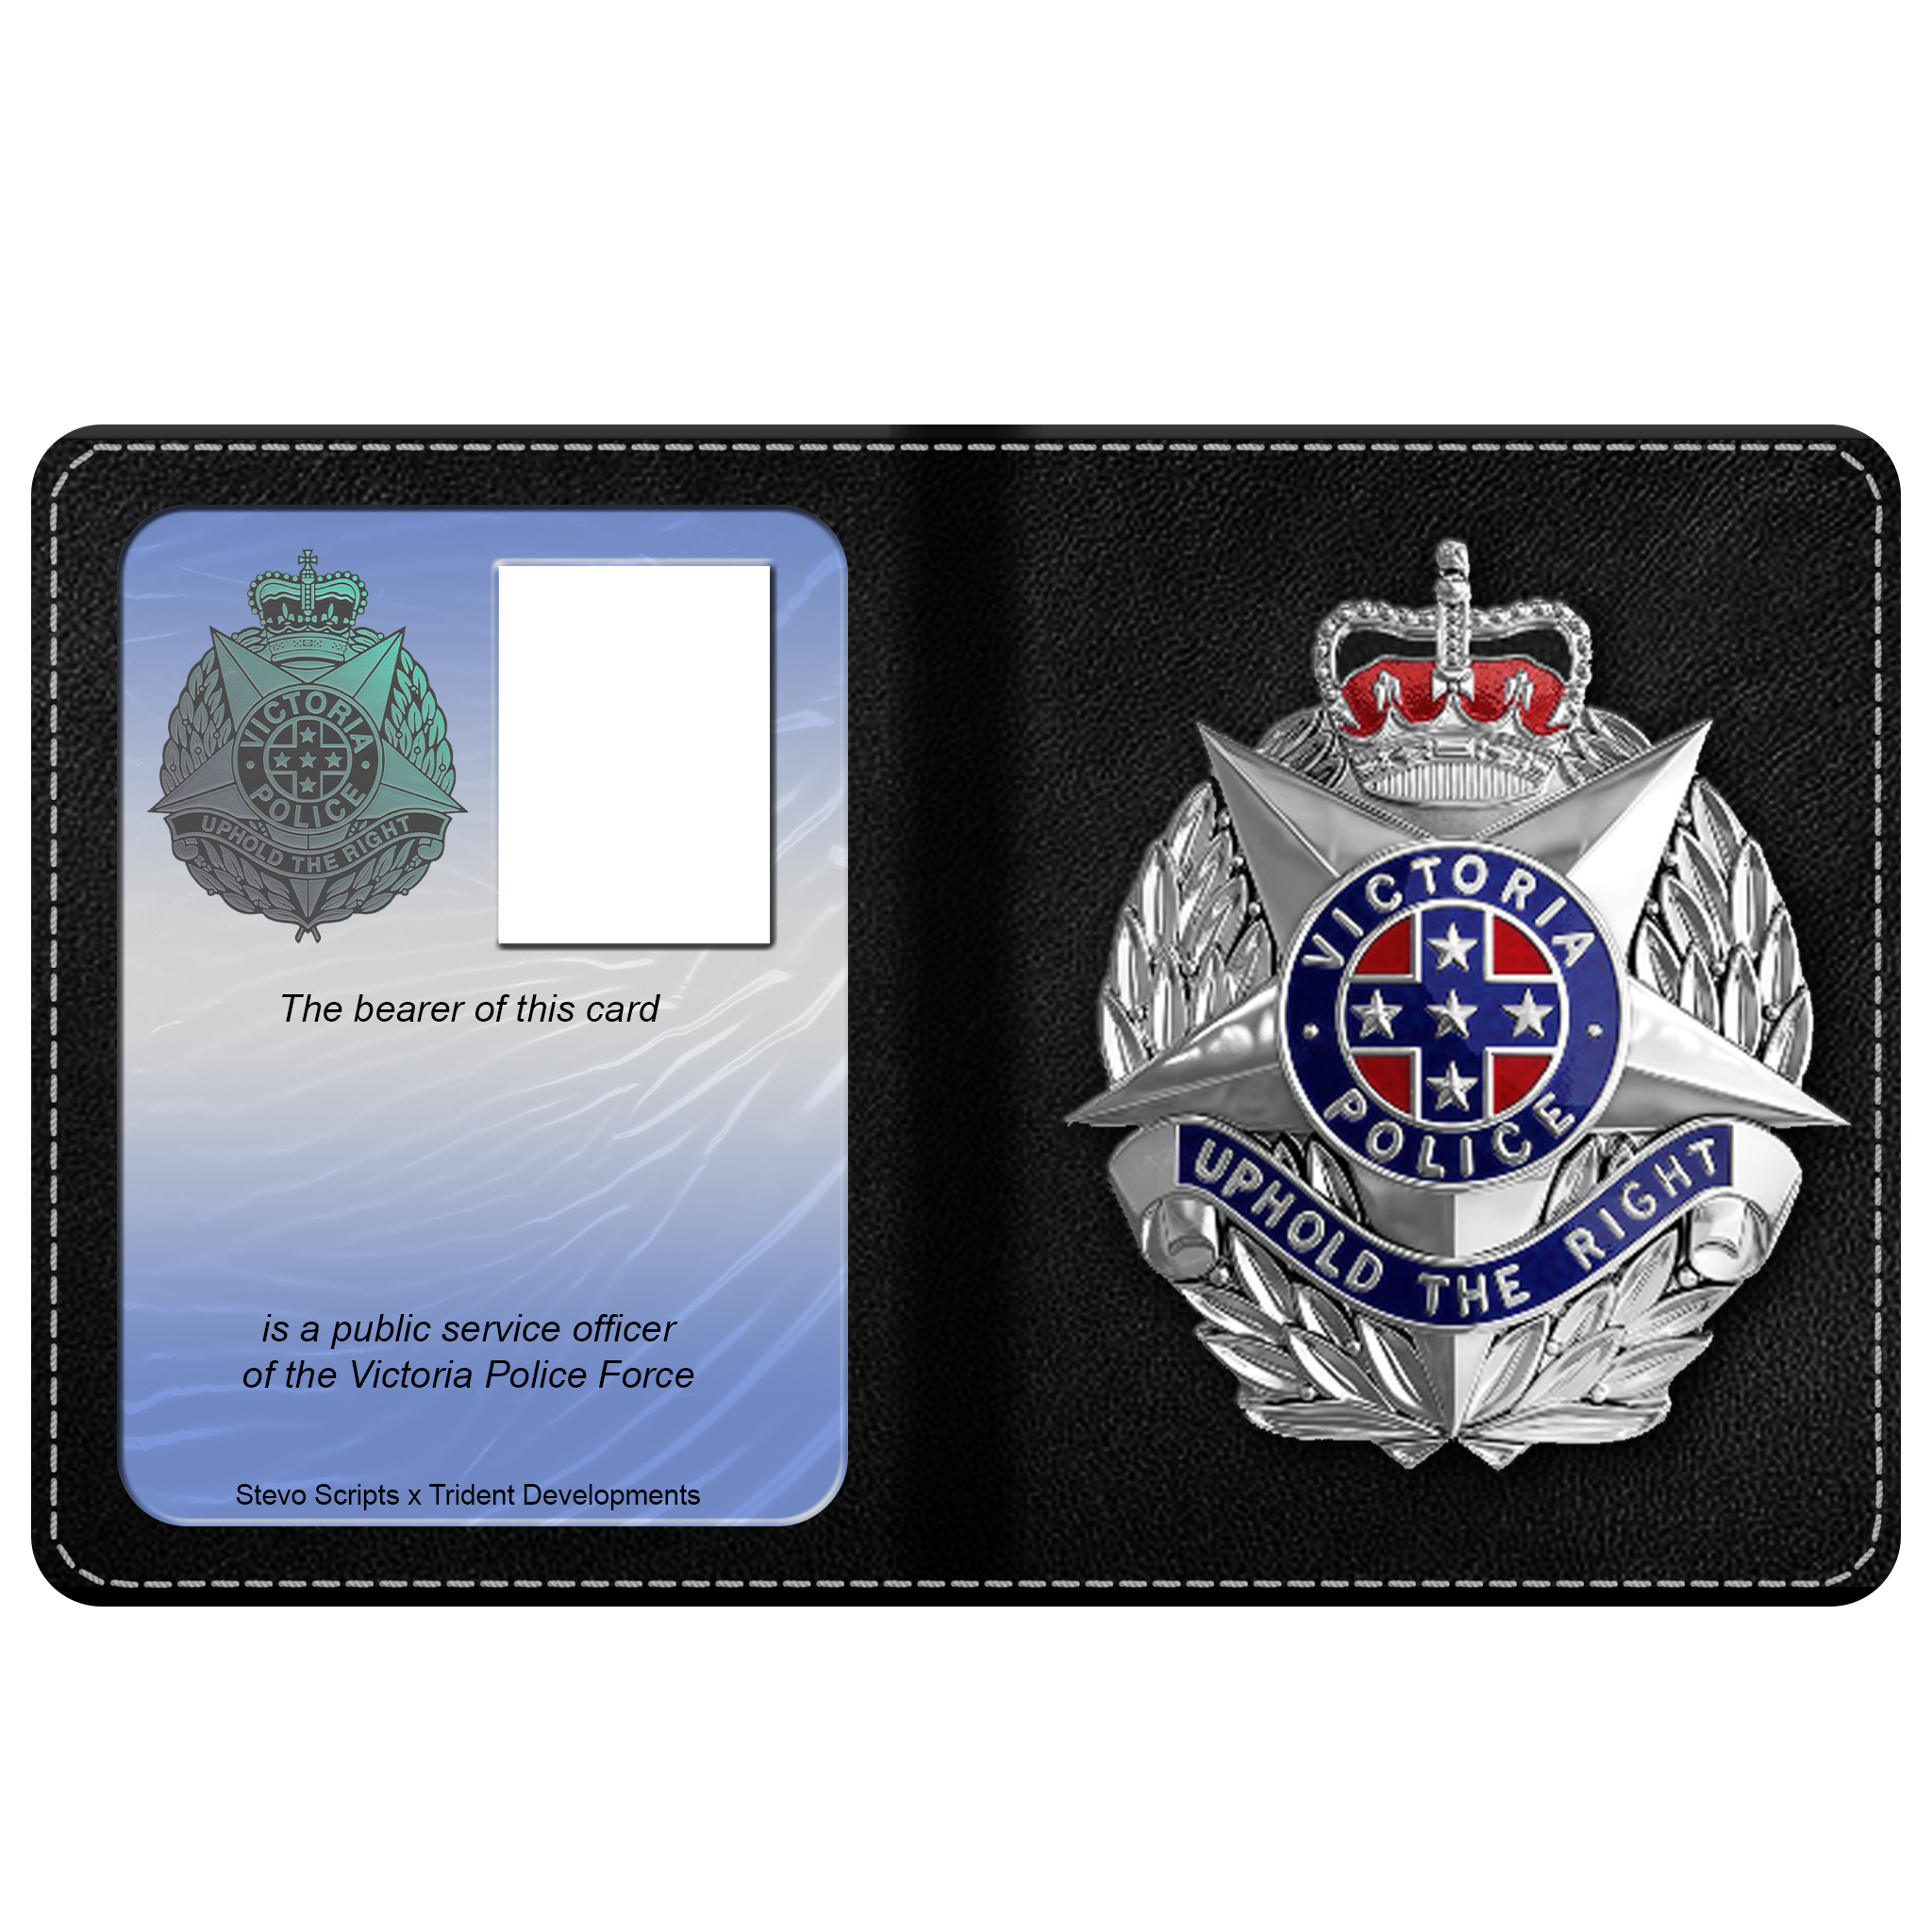 VICTORIA
POLICE
UPHOLD THE RIGHT
The bearer of this card
is a public service officer
of the Victoria Police Force
Stevo Scripts x Trident Developments
VICTORIA
POLICE
UPHOLD THE RIGHT